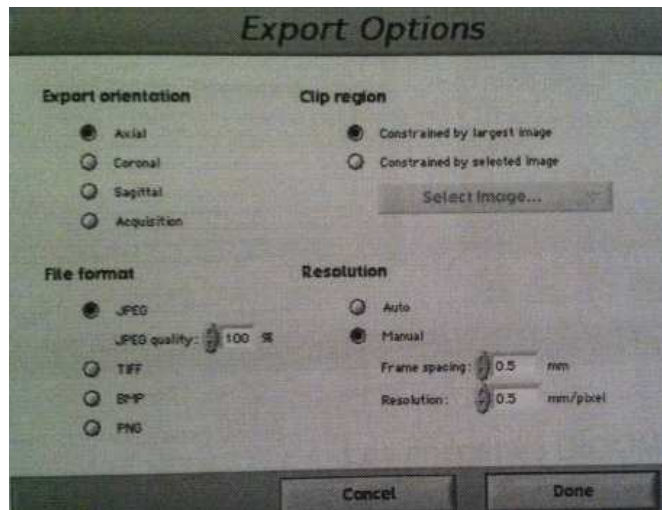 Export Options
Export orientation
Axial
Coronal
Sagittal
Acquisition
Clip region
Constrained by largest image
Constrained by selected image
Select Image...
File format
JPEG
JPEG quality: 100 %
TIFF
BMP
PNG
Resolution
Auto
Manual
Frame spacing: 0.5 mm
Resolution: 0.5 mm/pixel
Cancel
Done